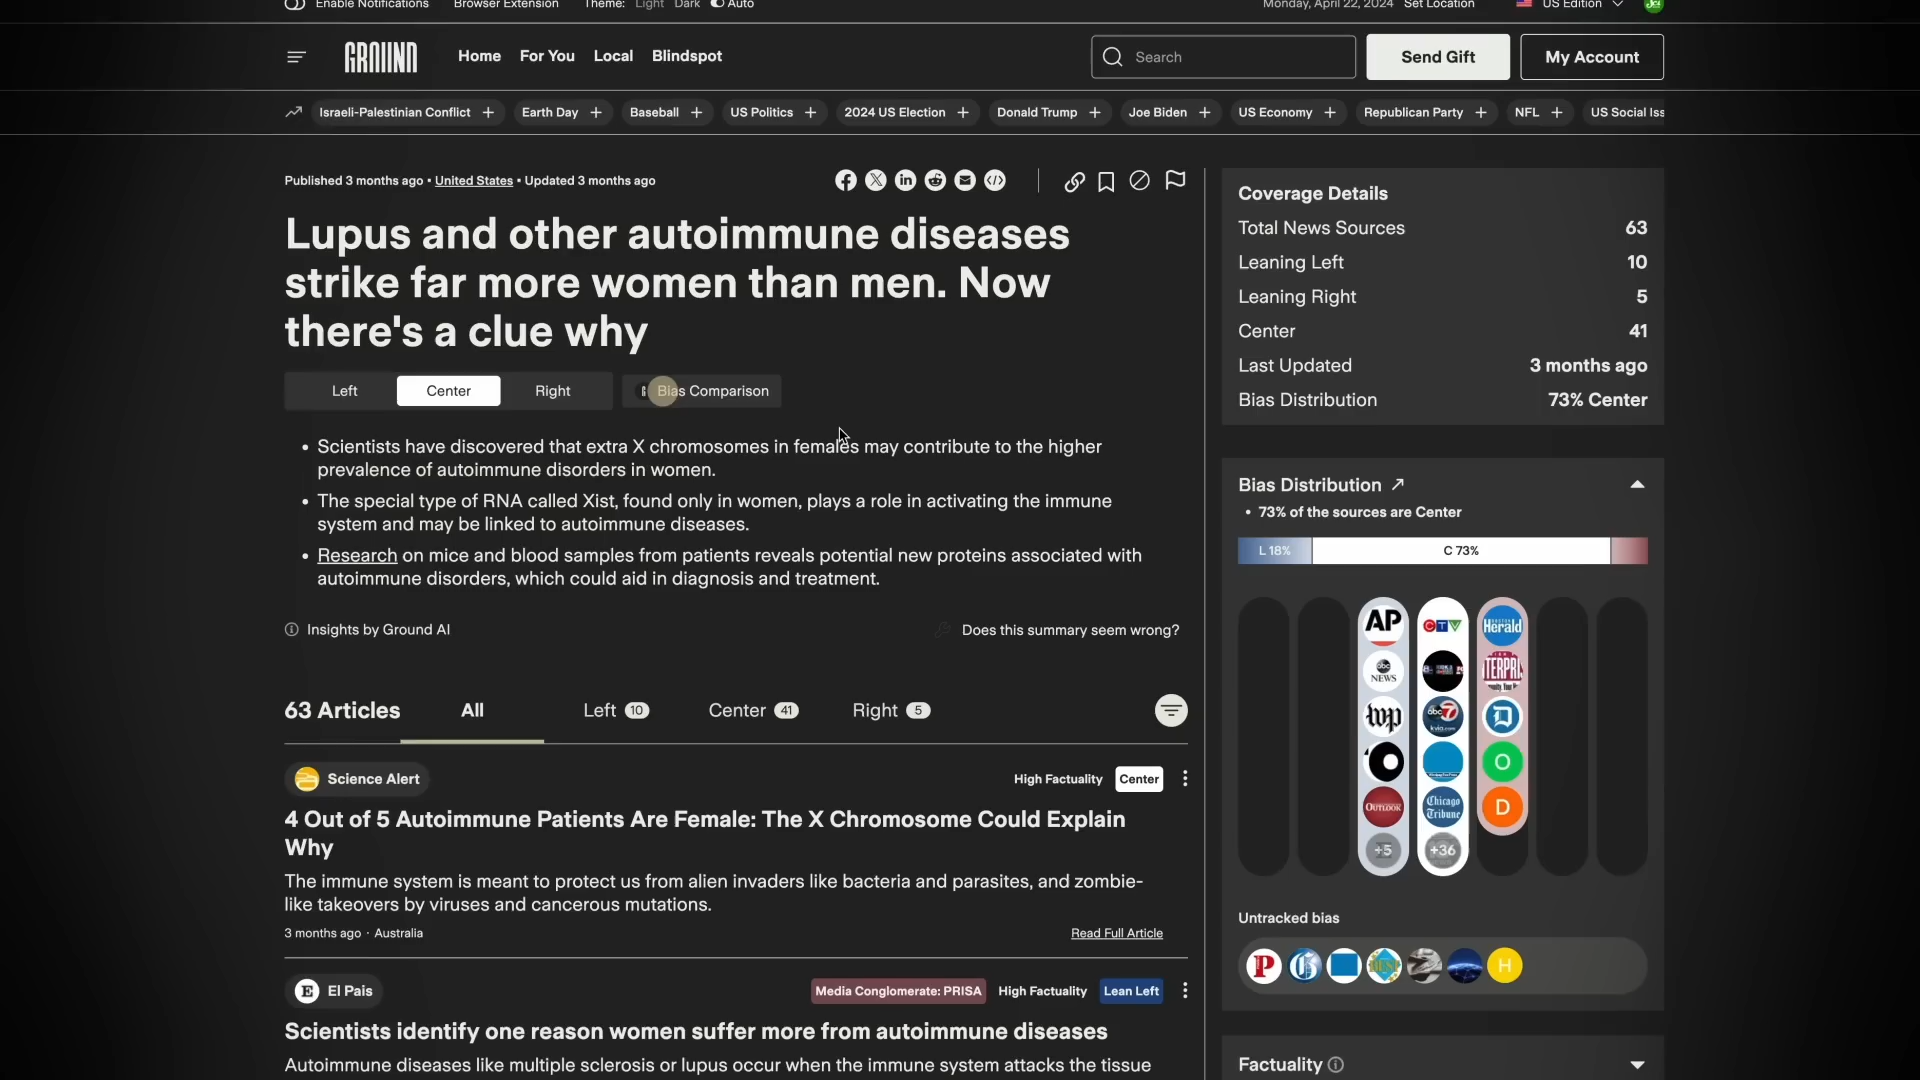 Enable Notifications Browser Extension Theme: Light Dark Auto Monday, April 22, 2024 Set Location US Edition
GROUND Home For You Local Blindspot Search Send Gift My Account
Israeli-Palestinian Conflict + Earth Day + Baseball + US Politics + 2024 US Election + Donald Trump + Joe Biden + US Economy + Republican Party + NFL + US Social Iss
Published 3 months ago • United States • Updated 3 months ago
Lupus and other autoimmune diseases
strike far more women than men. Now
there's a clue why
Left Center Right Bias Comparison
• Scientists have discovered that extra X chromosomes in females may contribute to the higher
prevalence of autoimmune disorders in women.
• The special type of RNA called Xist, found only in women, plays a role in activating the immune
system and may be linked to autoimmune diseases.
• Research on mice and blood samples from patients reveals potential new proteins associated with
autoimmune disorders, which could aid in diagnosis and treatment.
Insights by Ground AI Does this summary seem wrong?
63 Articles All Left 10 Center 41 Right 5
Science Alert High Factuality Center
4 Out of 5 Autoimmune Patients Are Female: The X Chromosome Could Explain
Why
The immune system is meant to protect us from alien invaders like bacteria and parasites, and zombie-
like takeovers by viruses and cancerous mutations.
3 months ago · Australia Read Full Article
E El Pais Media Conglomerate: PRISA High Factuality Lean Left
Scientists identify one reason women suffer more from autoimmune diseases
Autoimmune diseases like multiple sclerosis or lupus occur when the immune system attacks the tissue
Coverage Details
Total News Sources 63
Leaning Left 10
Leaning Right 5
Center 41
Last Updated 3 months ago
Bias Distribution 73% Center
Bias Distribution
• 73% of the sources are Center
L 18% C 73%
AP CTV Herald
abc NEWS
wp abc 7 D
O
OUTLOOK Chicago Tribune D
+5 +36
Untracked bias
P G H
Factuality